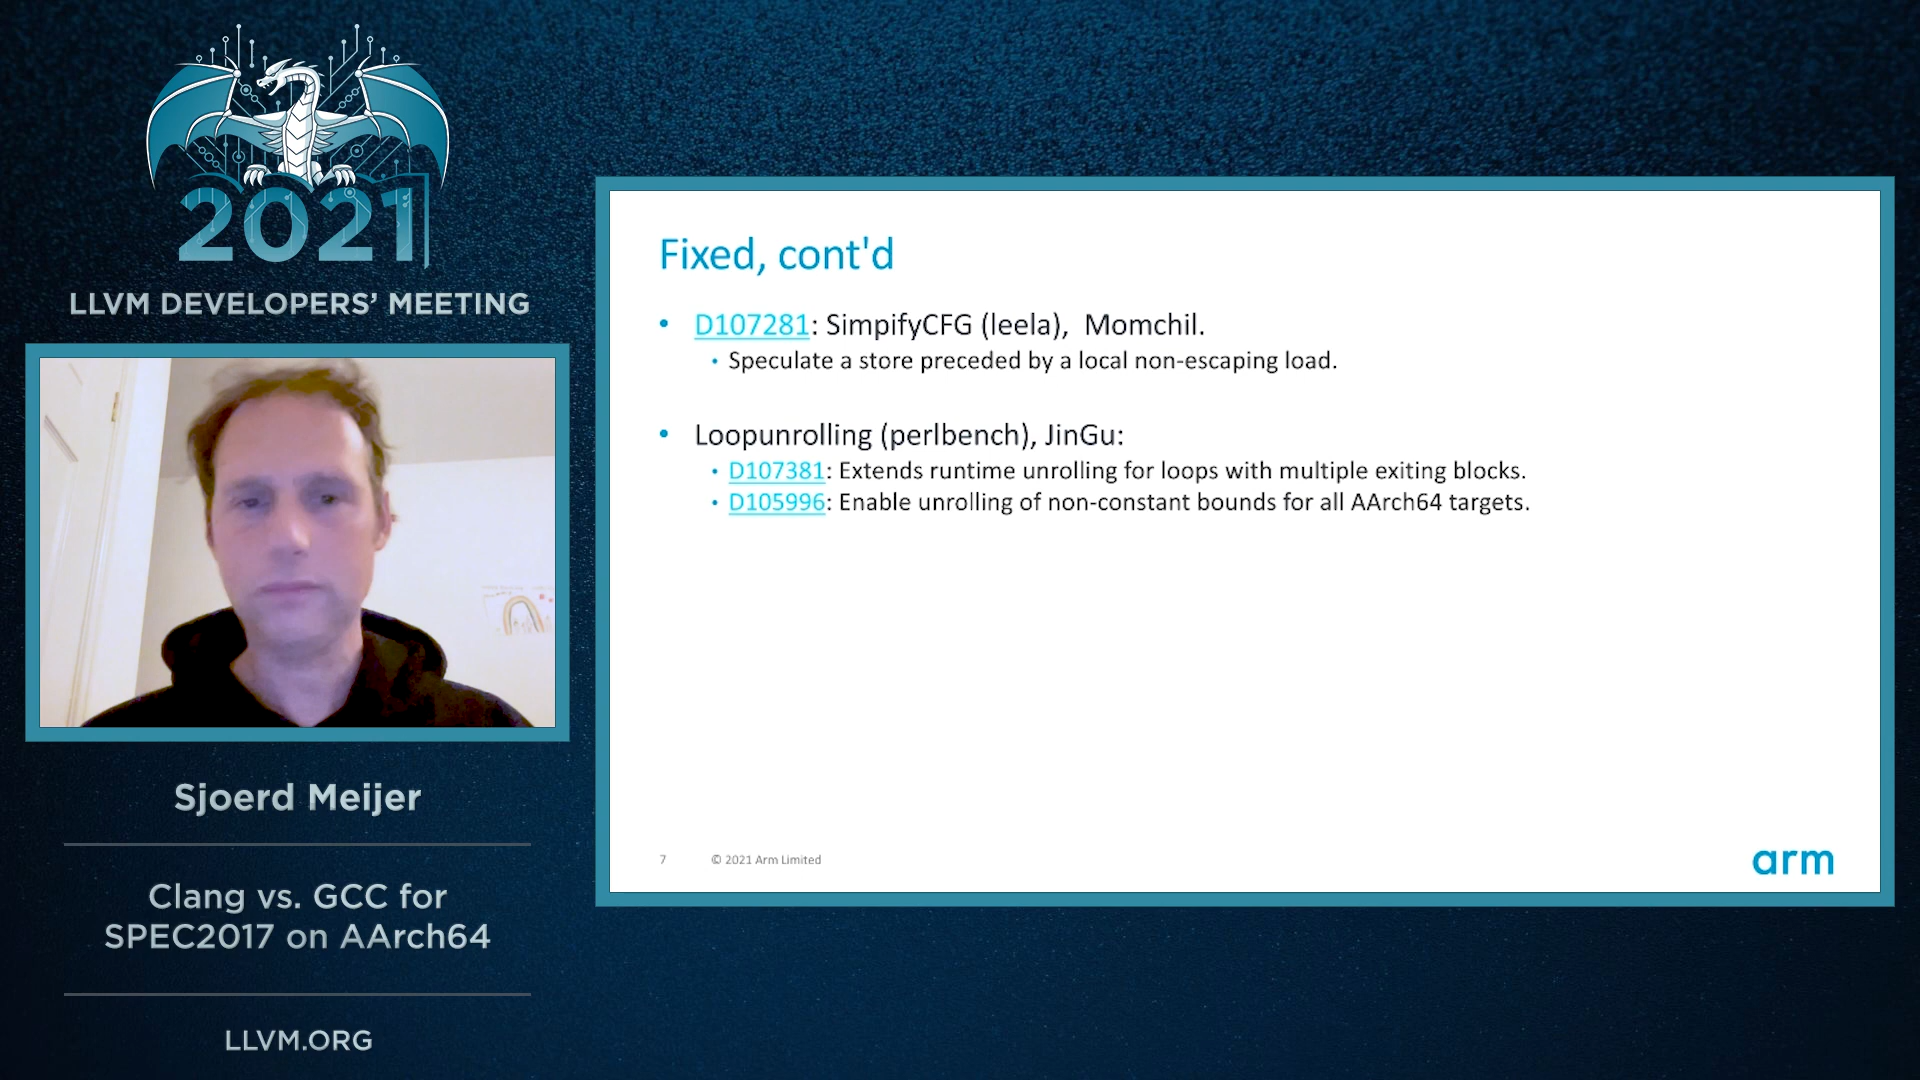 2021
LLVM DEVELOPERS’ MEETING
Sjoerd Meijer
Clang vs. GCC for
SPEC2017 on AArch64
LLVM.ORG
Fixed, cont'd
• D107281: SimpifyCFG (leela), Momchil.
• Speculate a store preceded by a local non-escaping load.
• Loopunrolling (perlbench), JinGu:
• D107381: Extends runtime unrolling for loops with multiple exiting blocks.
• D105996: Enable unrolling of non-constant bounds for all AArch64 targets.
7 © 2021 Arm Limited
arm